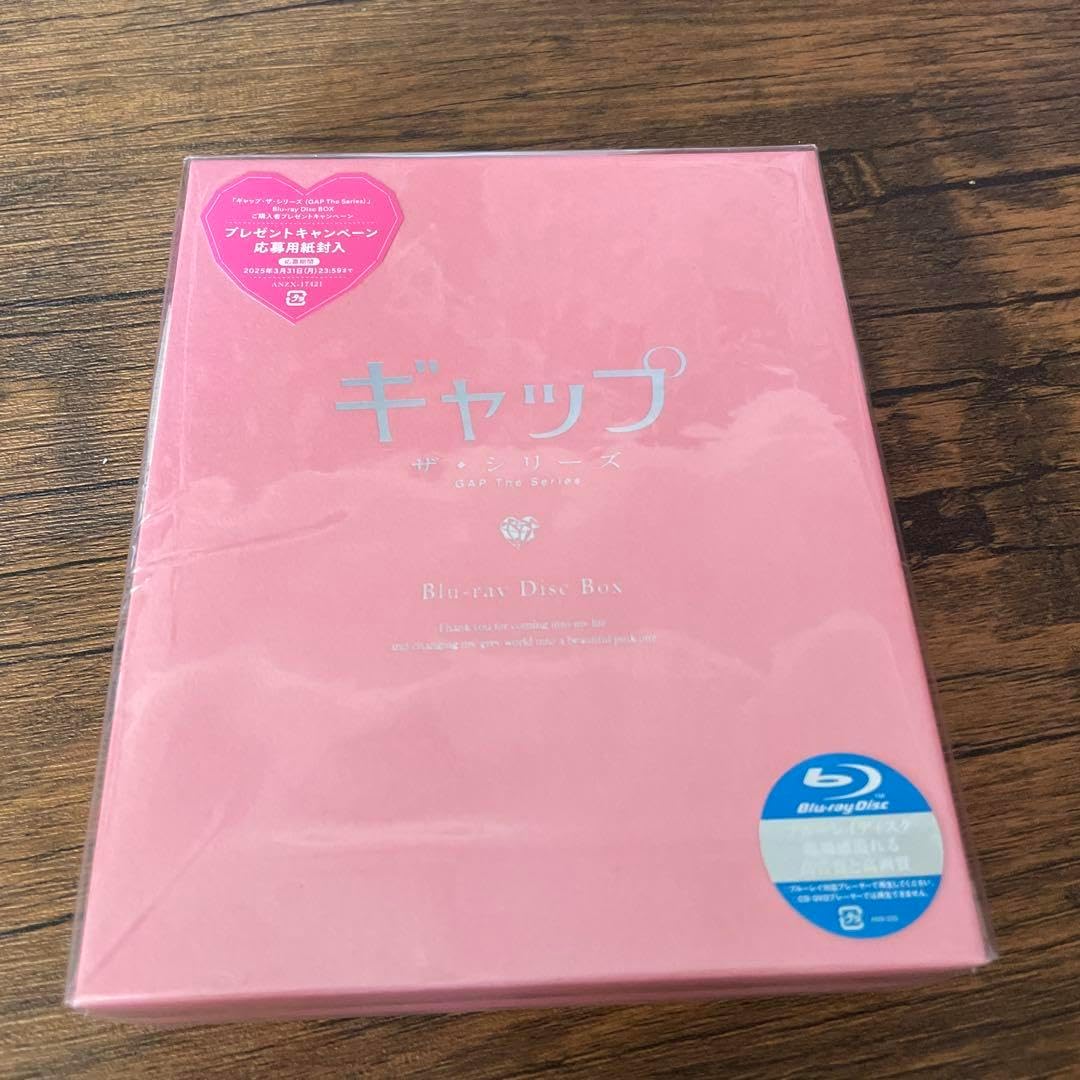 「ギャップ・ザ・シリーズ (GAP The Series)」
Blu-ray Disc BOX
ご購入者プレゼントキャンペーン
プレゼントキャンペーン
応募用紙封入
応募期間
2025年3月31日(月)23:59まで
ANZX-17421
ギャップ
ザ・シリーズ
GAP The Series
Blu-ray Disc Box
Thank you for coming into my life
and changing my grey world into a beautiful pink one
Blu-ray Disc
TM
ブルーレイディスク
臨場感溢れる
高音質と高画質
ブルーレイ対応プレーヤーで再生してください。
CD・DVDプレーヤーでは再生できません。